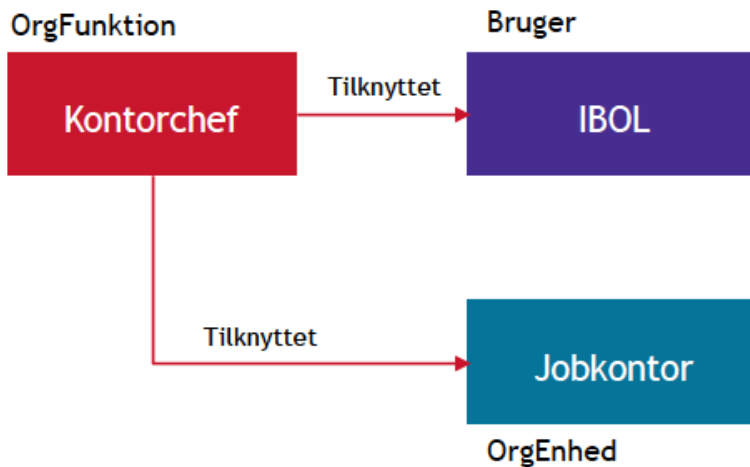 OrgFunktion
Bruger
Kontorchef
Tilknyttet
IBOL
Tilknyttet
Jobkontor
OrgEnhed